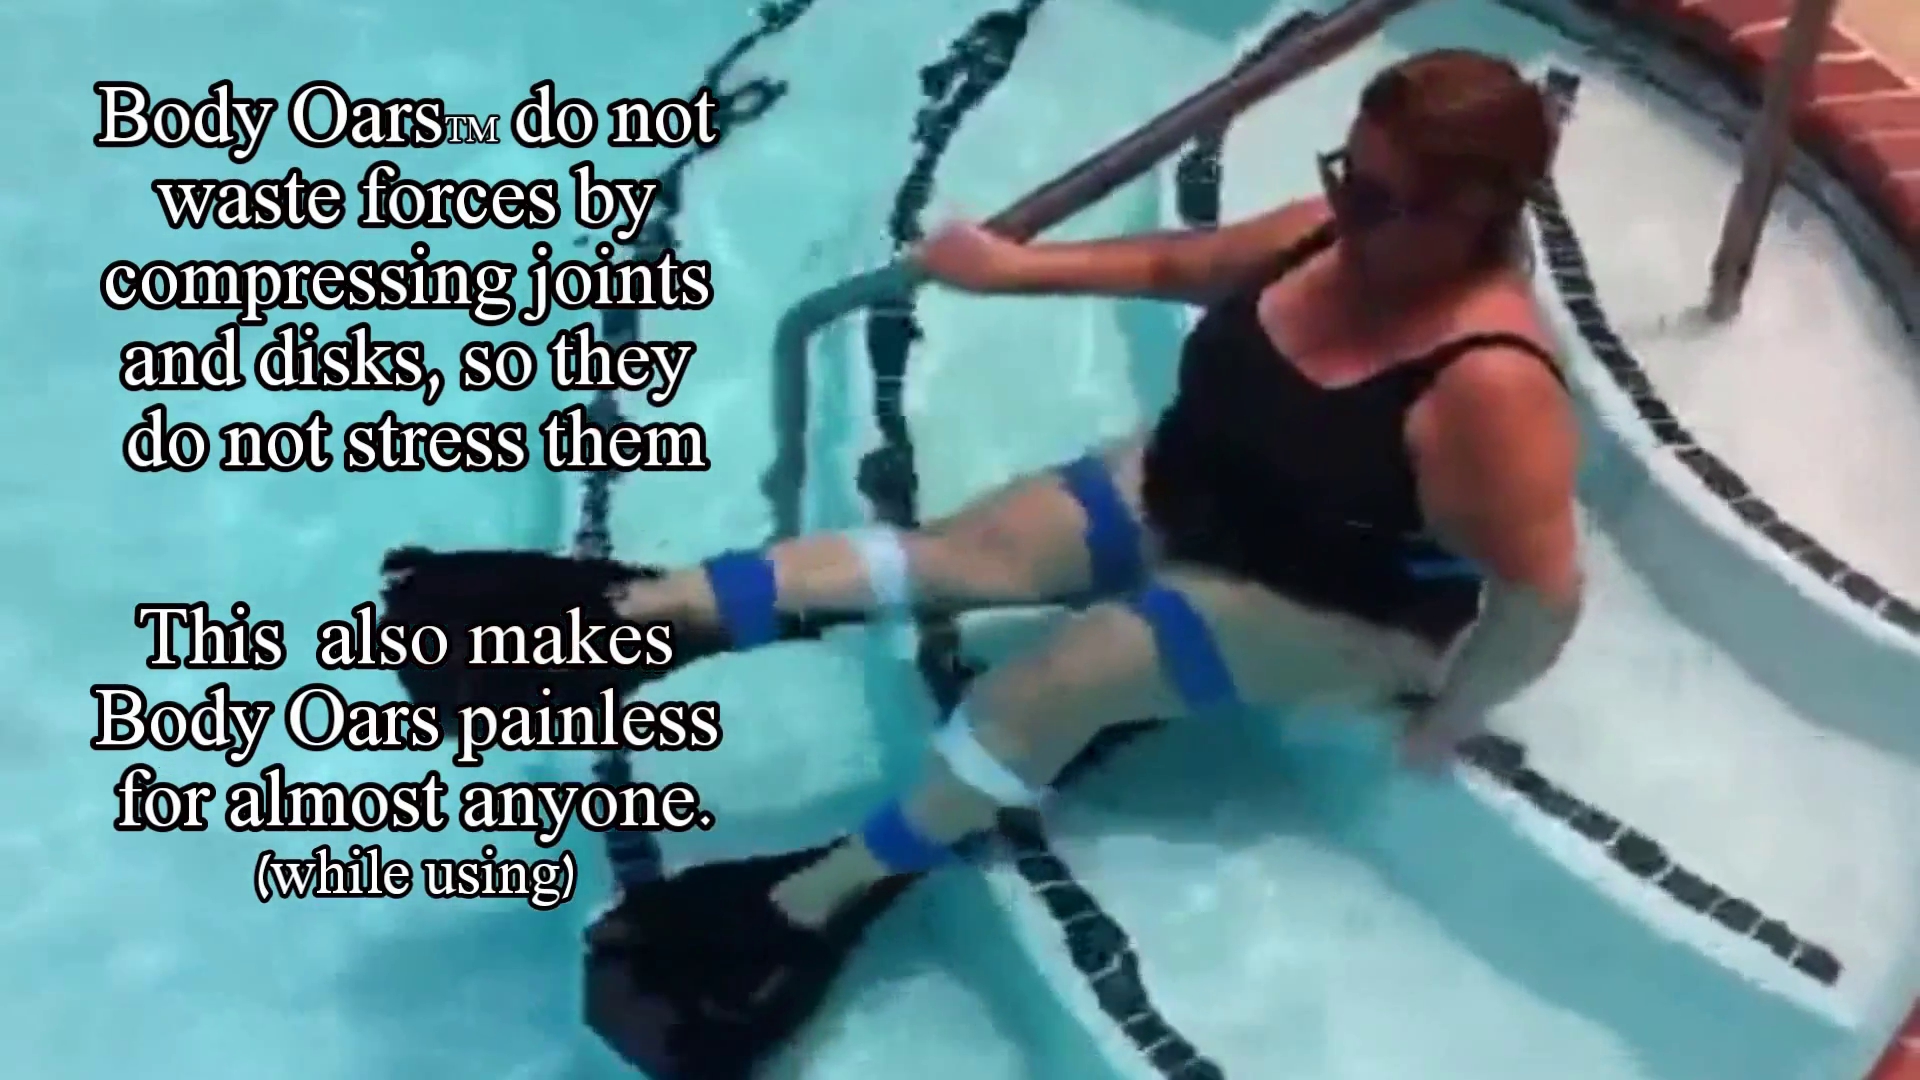 Body Oars™ do not
waste forces by
compressing joints
and disks, so they
do not stress them
This also makes
Body Oars painless
for almost anyone.
(while using)